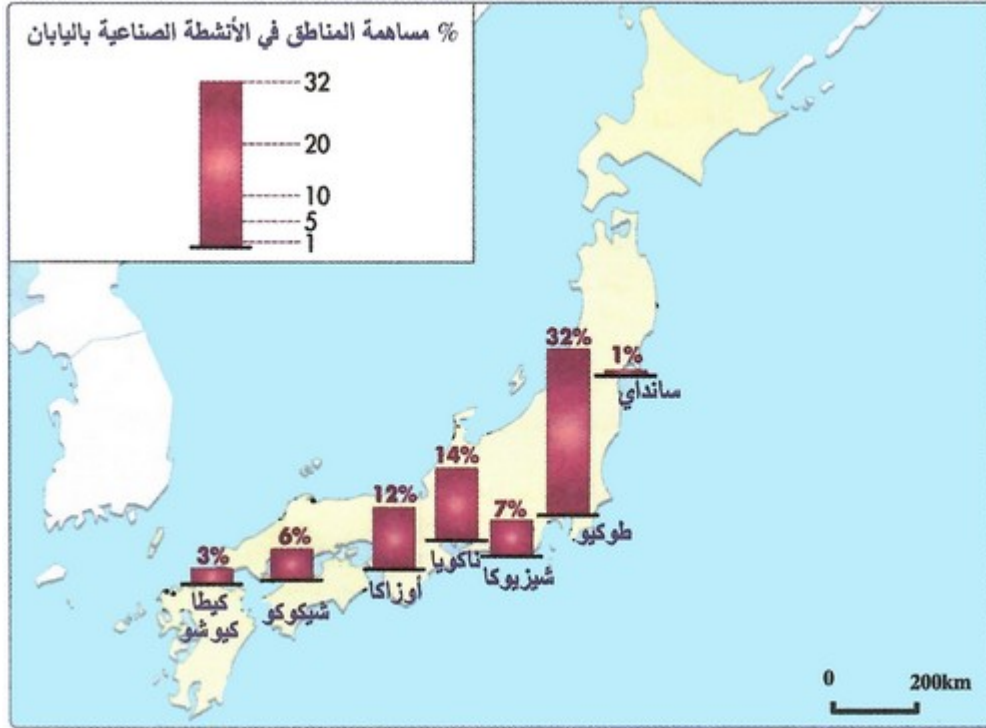 % مساهمة المناطق في الأنشطة الصناعية باليابان
32
20
10
5
1
32%
1%
سانداي
14%
12%
7%
طوكيو
6%
3%
ناكويا
شيزيوكا
أوزاكا
شيكوكو
كيطا
كيوشو
0 200km